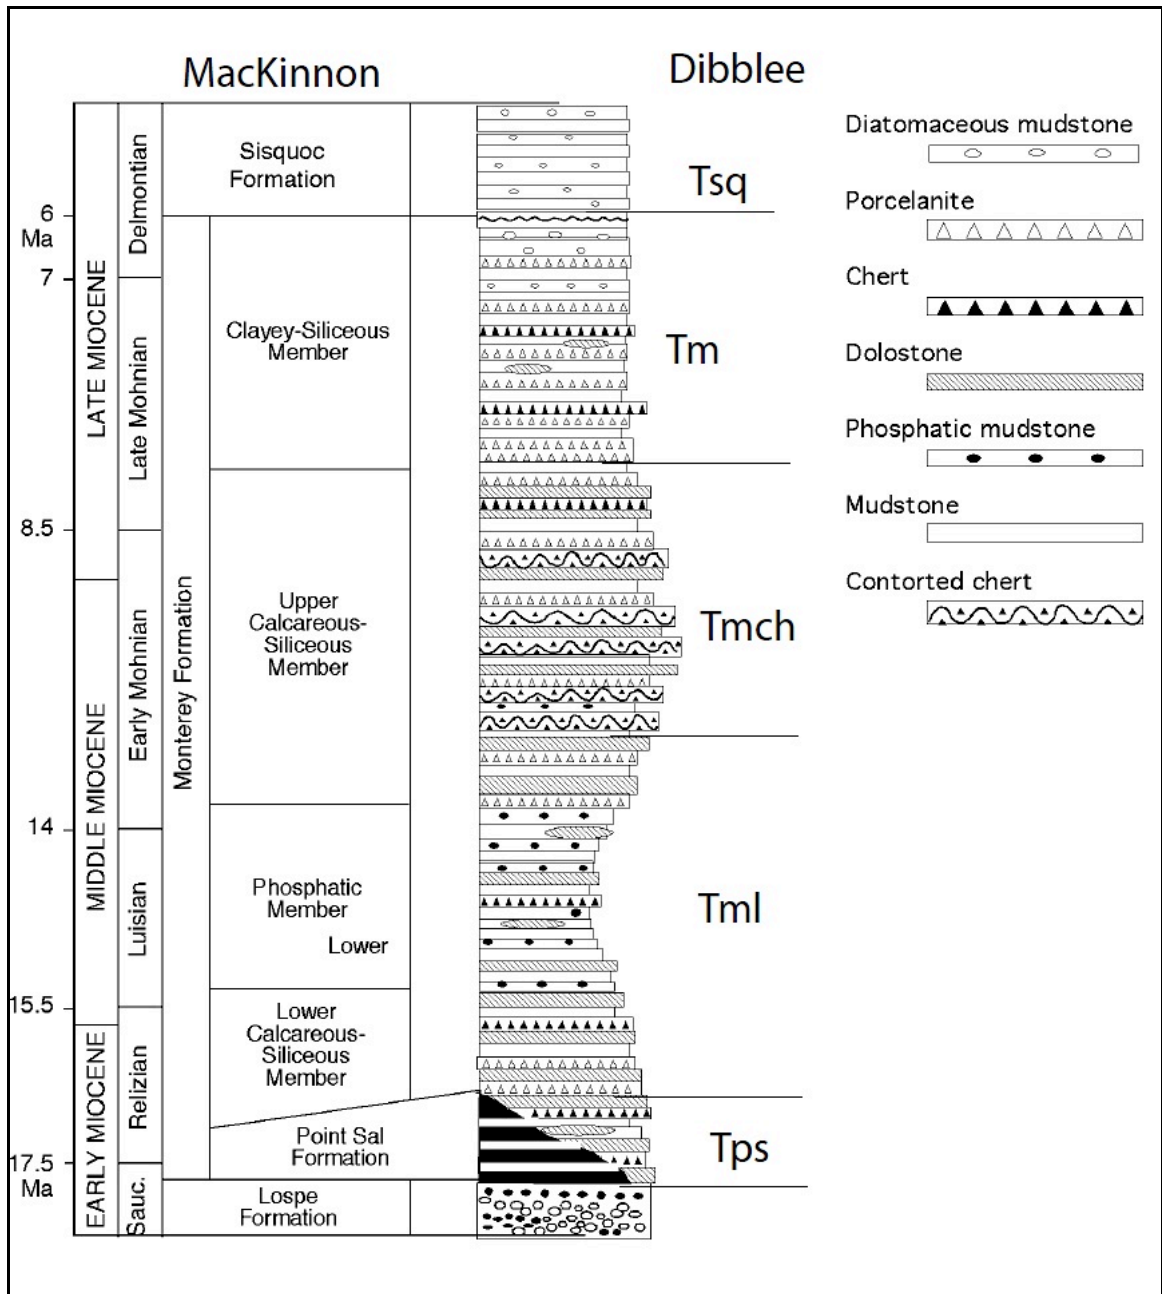 MacKinnon
Dibblee
6
Ma
7
8.5
14
15.5
17.5
Ma
LATE MIOCENE
MIDDLE MIOCENE
EARLY MIOCENE
Delmontian
Late Mohnian
Early Mohnian
Luisian
Relizian
Sauc.
Monterey Formation
Sisquoc
Formation
Clayey-Siliceous
Member
Upper
Calcareous-
Siliceous
Member
Phosphatic
Member
Lower
Lower
Calcareous-
Siliceous
Member
Point Sal
Formation
Lospe
Formation
Tsq
Tm
Tmch
Tml
Tps
Diatomaceous mudstone
Porcelanite
Chert
Dolostone
Phosphatic mudstone
Mudstone
Contorted chert